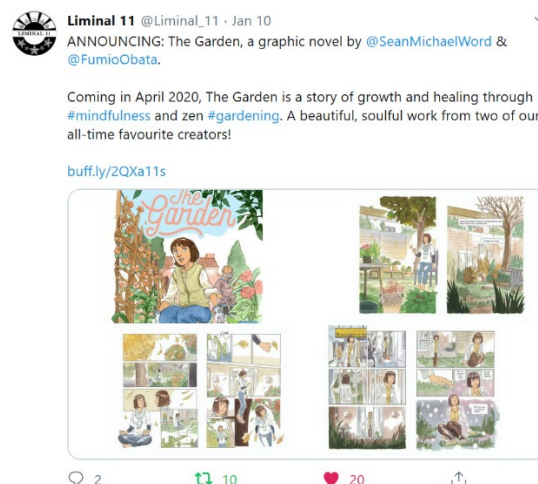 LIMINAL 11
Liminal 11 @Liminal_11 · Jan 10
ANNOUNCING: The Garden, a graphic novel by @SeanMichaelWord &
@FumioObata.
Coming in April 2020, The Garden is a story of growth and healing through
#mindfulness and zen #gardening. A beautiful, soulful work from two of our
all-time favourite creators!
buff.ly/2QXa11s
The
Garden
2 10 20